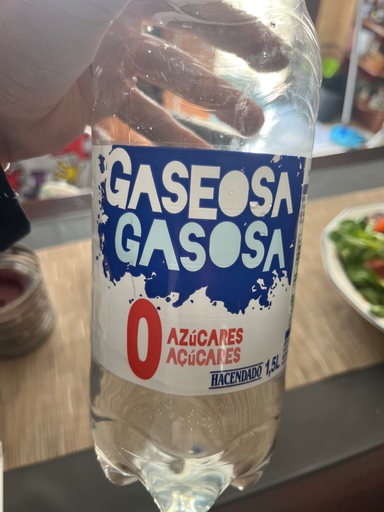 GASEOSA
GASOSA
0 AZúCARES
AÇúCARES
HACENDADO 1,5L